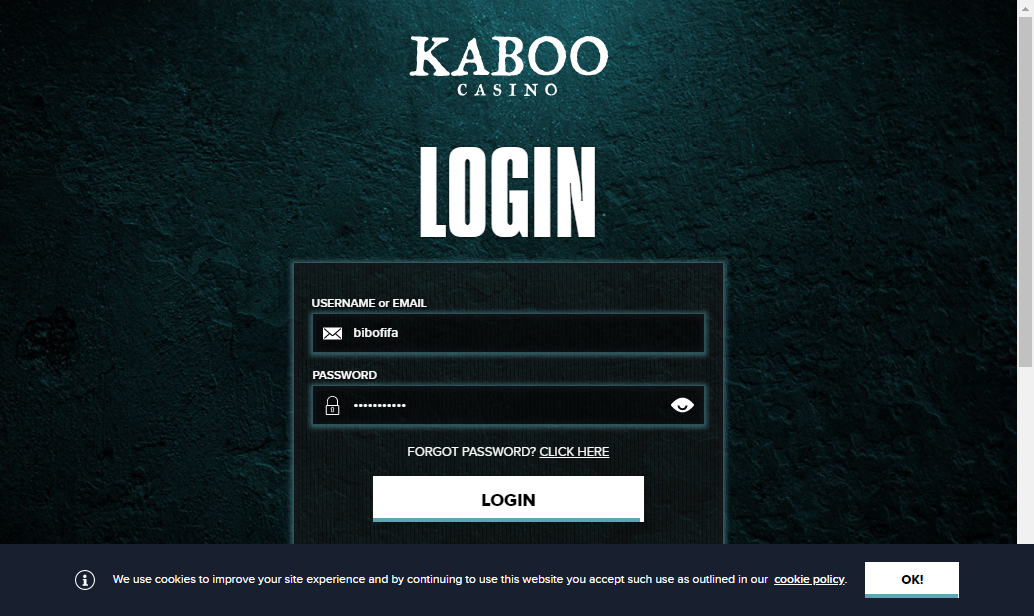 KABOO
CASINO
LOGIN
USERNAME or EMAIL
bibofifa
PASSWORD
•••••••••••
FORGOT PASSWORD? CLICK HERE
LOGIN
We use cookies to improve your site experience and by continuing to use this website you accept such use as outlined in our cookie policy.
OK!